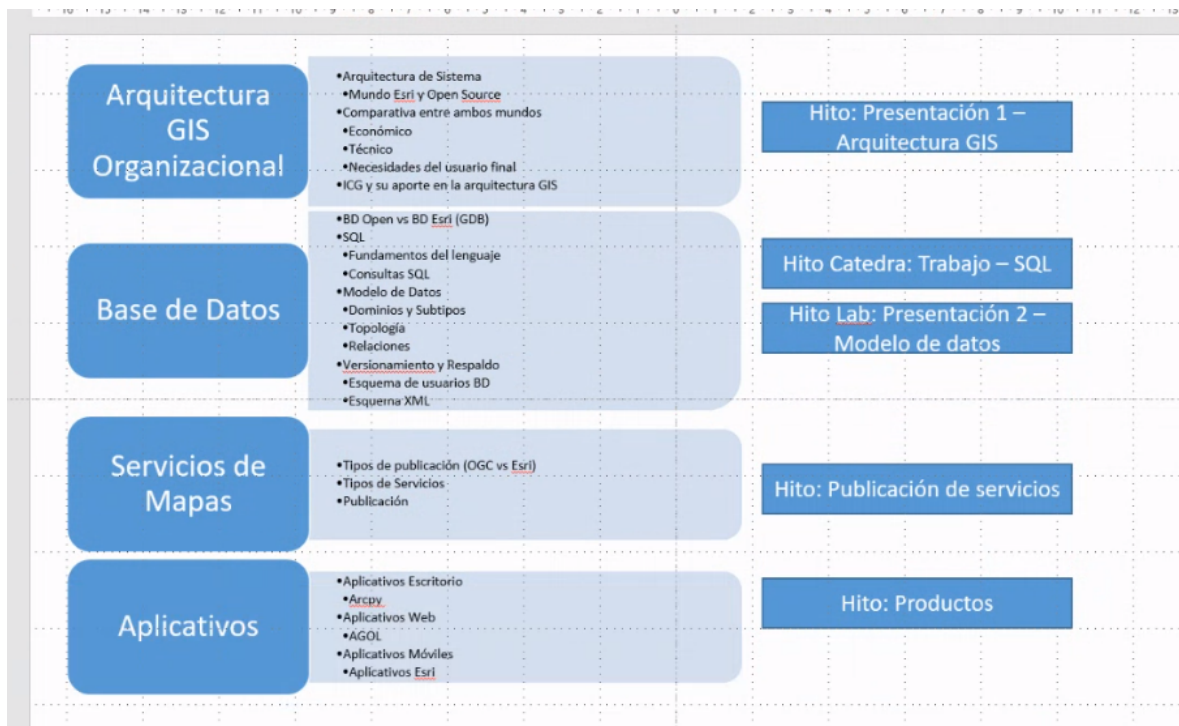 Arquitectura
GIS
Organizacional
•Arquitectura de Sistema
•Mundo Esri y Open Source
•Comparativa entre ambos mundos
•Económico
•Técnico
•Necesidades del usuario final
•ICG y su aporte en la arquitectura GIS
Hito: Presentación 1 –
Arquitectura GIS
Base de Datos
•BD Open vs BD Esri (GDB)
•SQL
•Fundamentos del lenguaje
•Consultas SQL
•Modelo de Datos
•Dominios y Subtipos
•Topología
•Relaciones
•Versionamiento y Respaldo
•Esquema de usuarios BD
•Esquema XML
Hito Catedra: Trabajo – SQL
Hito Lab: Presentación 2 –
Modelo de datos
Servicios de
Mapas
•Tipos de publicación (OGC vs Esri)
•Tipos de Servicios
•Publicación
Hito: Publicación de servicios
Aplicativos
•Aplicativos Escritorio
•Arcpy
•Aplicativos Web
•AGOL
•Aplicativos Móviles
•Aplicativos Esri
Hito: Productos